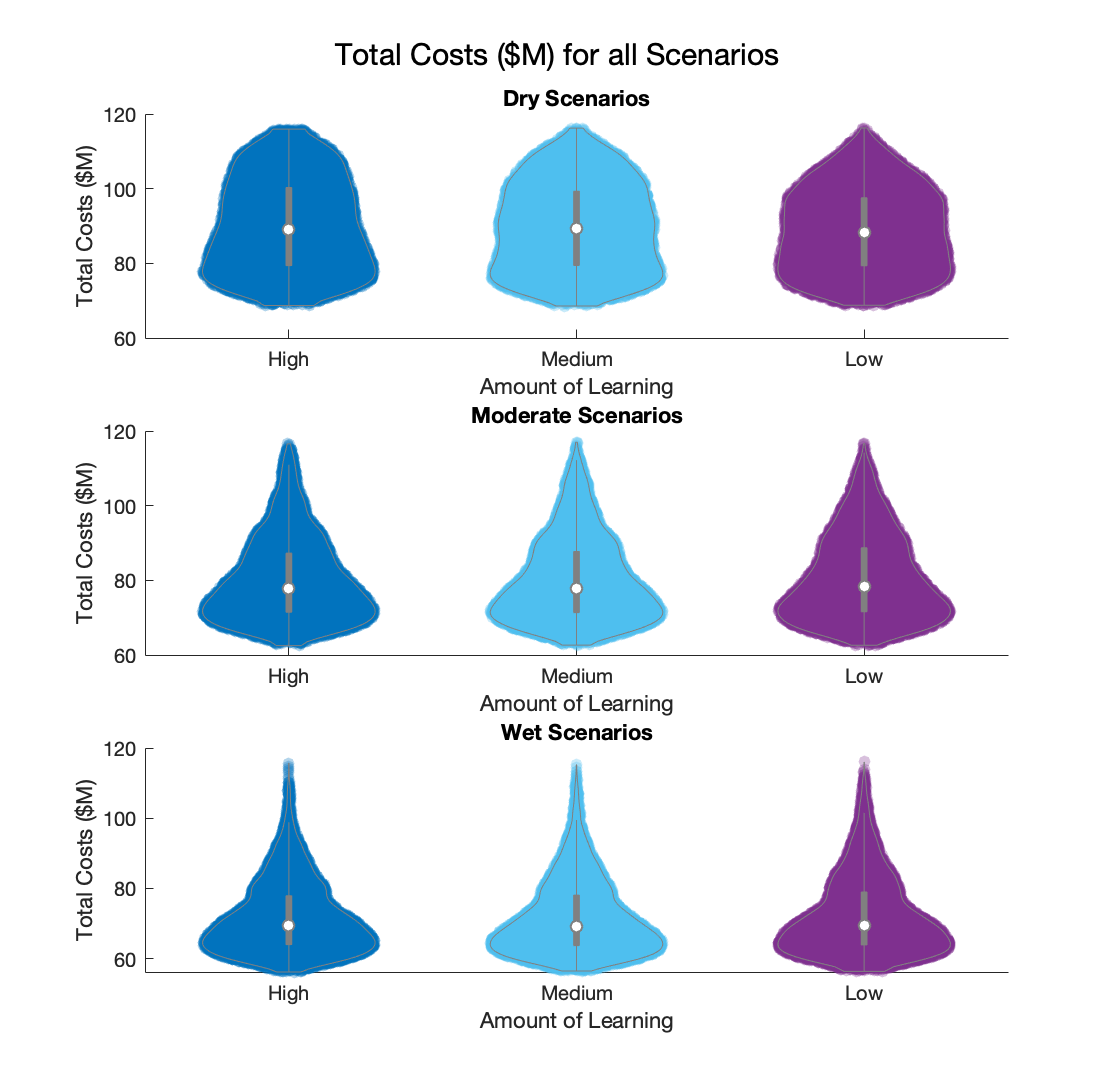 Total Costs ($M) for all Scenarios
Dry Scenarios
Total Costs ($M)
120
100
80
60
High Medium Low
Amount of Learning
Moderate Scenarios
Total Costs ($M)
120
100
80
60
High Medium Low
Amount of Learning
Wet Scenarios
Total Costs ($M)
120
100
80
60
High Medium Low
Amount of Learning